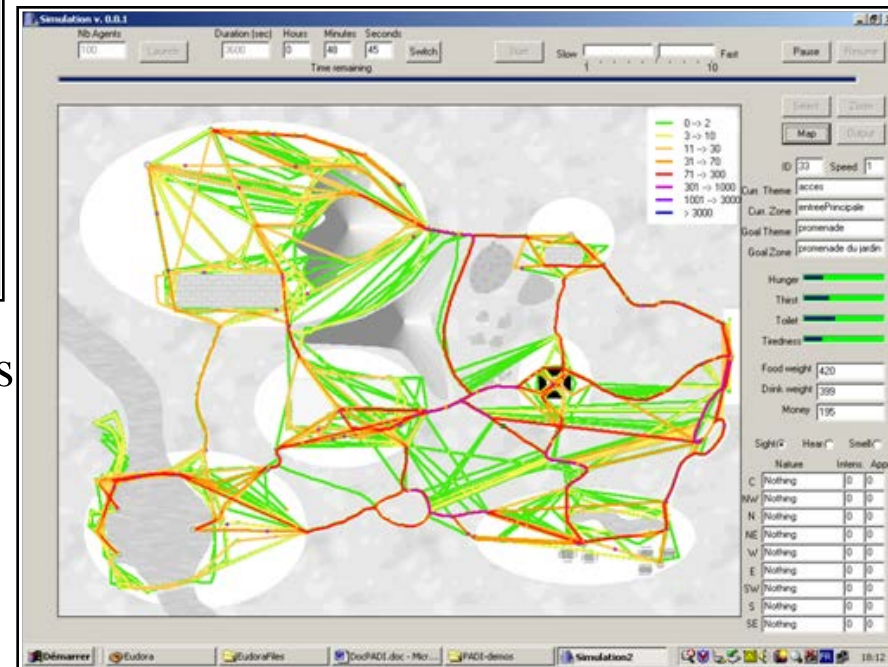 Simulation v. 0.0.1
Nb Agents Duration (sec) Hours Minutes Seconds
100 Launch 3600 0 48 45 Switch Start Slow Fast Pause Resume
Time remaining 1 10
Select Zoom
Map Output
0 -> 2
3 -> 10
11 -> 30
31 -> 70
71 -> 300
301 -> 1000
1001 -> 3000
> 3000
ID 33 Speed 1
Curr. Theme acces
Curr. Zone entreePrincipale
Goal Theme promenade
Goal Zone promenade du jardin
Hunger
Thirst
Toilet
Tiredness
Food weight 420
Drink weight 399
Money 195
Sight Hear Smell
Nature Intens. App
C Nothing 0 0
NW Nothing 0 0
N Nothing 0 0
NE Nothing 0 0
W Nothing 0 0
E Nothing 0 0
SW Nothing 0 0
S Nothing 0 0
SE Nothing 0 0
s
Démarrer Eudora EudoraFiles DocPADI.doc - Micr... PADI-demos Simulation2 18:12